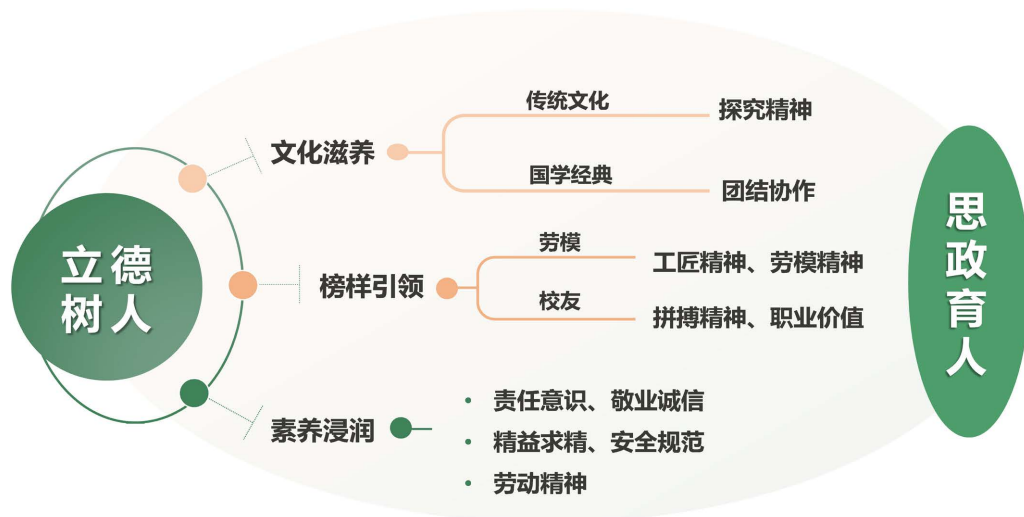 立德
树人
文化滋养
传统文化
探究精神
国学经典
团结协作
榜样引领
劳模
工匠精神、劳模精神
校友
拼搏精神、职业价值
素养浸润
• 责任意识、敬业诚信
• 精益求精、安全规范
• 劳动精神
思
政
育
人